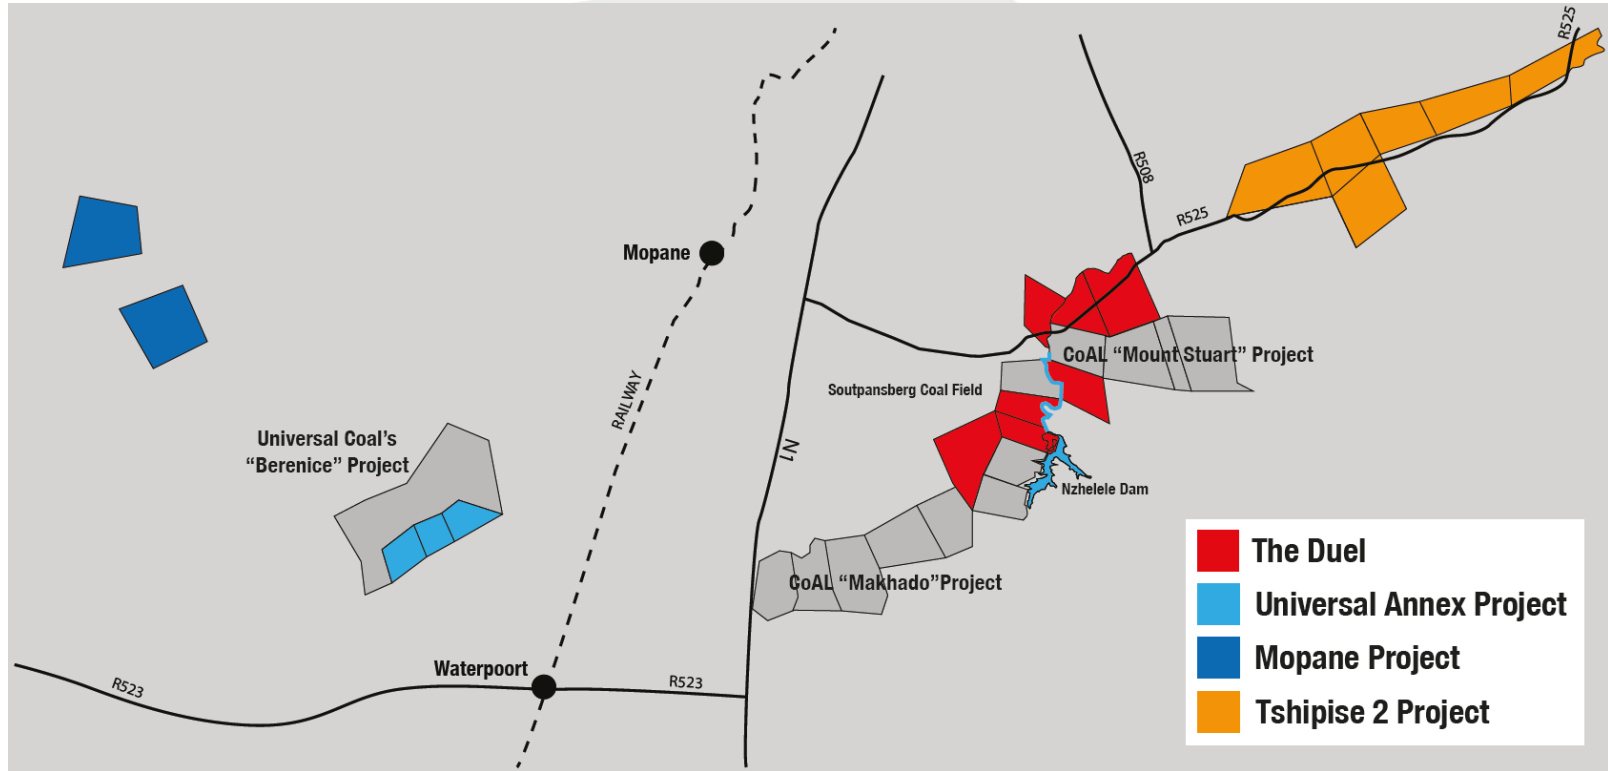 R525
R508
R525
Mopane
CoAL “Mount Stuart” Project
RAILWAY
Soutpansberg Coal Field
Universal Coal’s
“Berenice” Project
N1
Nzhelele Dam
CoAL “Makhado”Project
Waterpoort
R523
R523
The Duel
Universal Annex Project
Mopane Project
Tshipise 2 Project